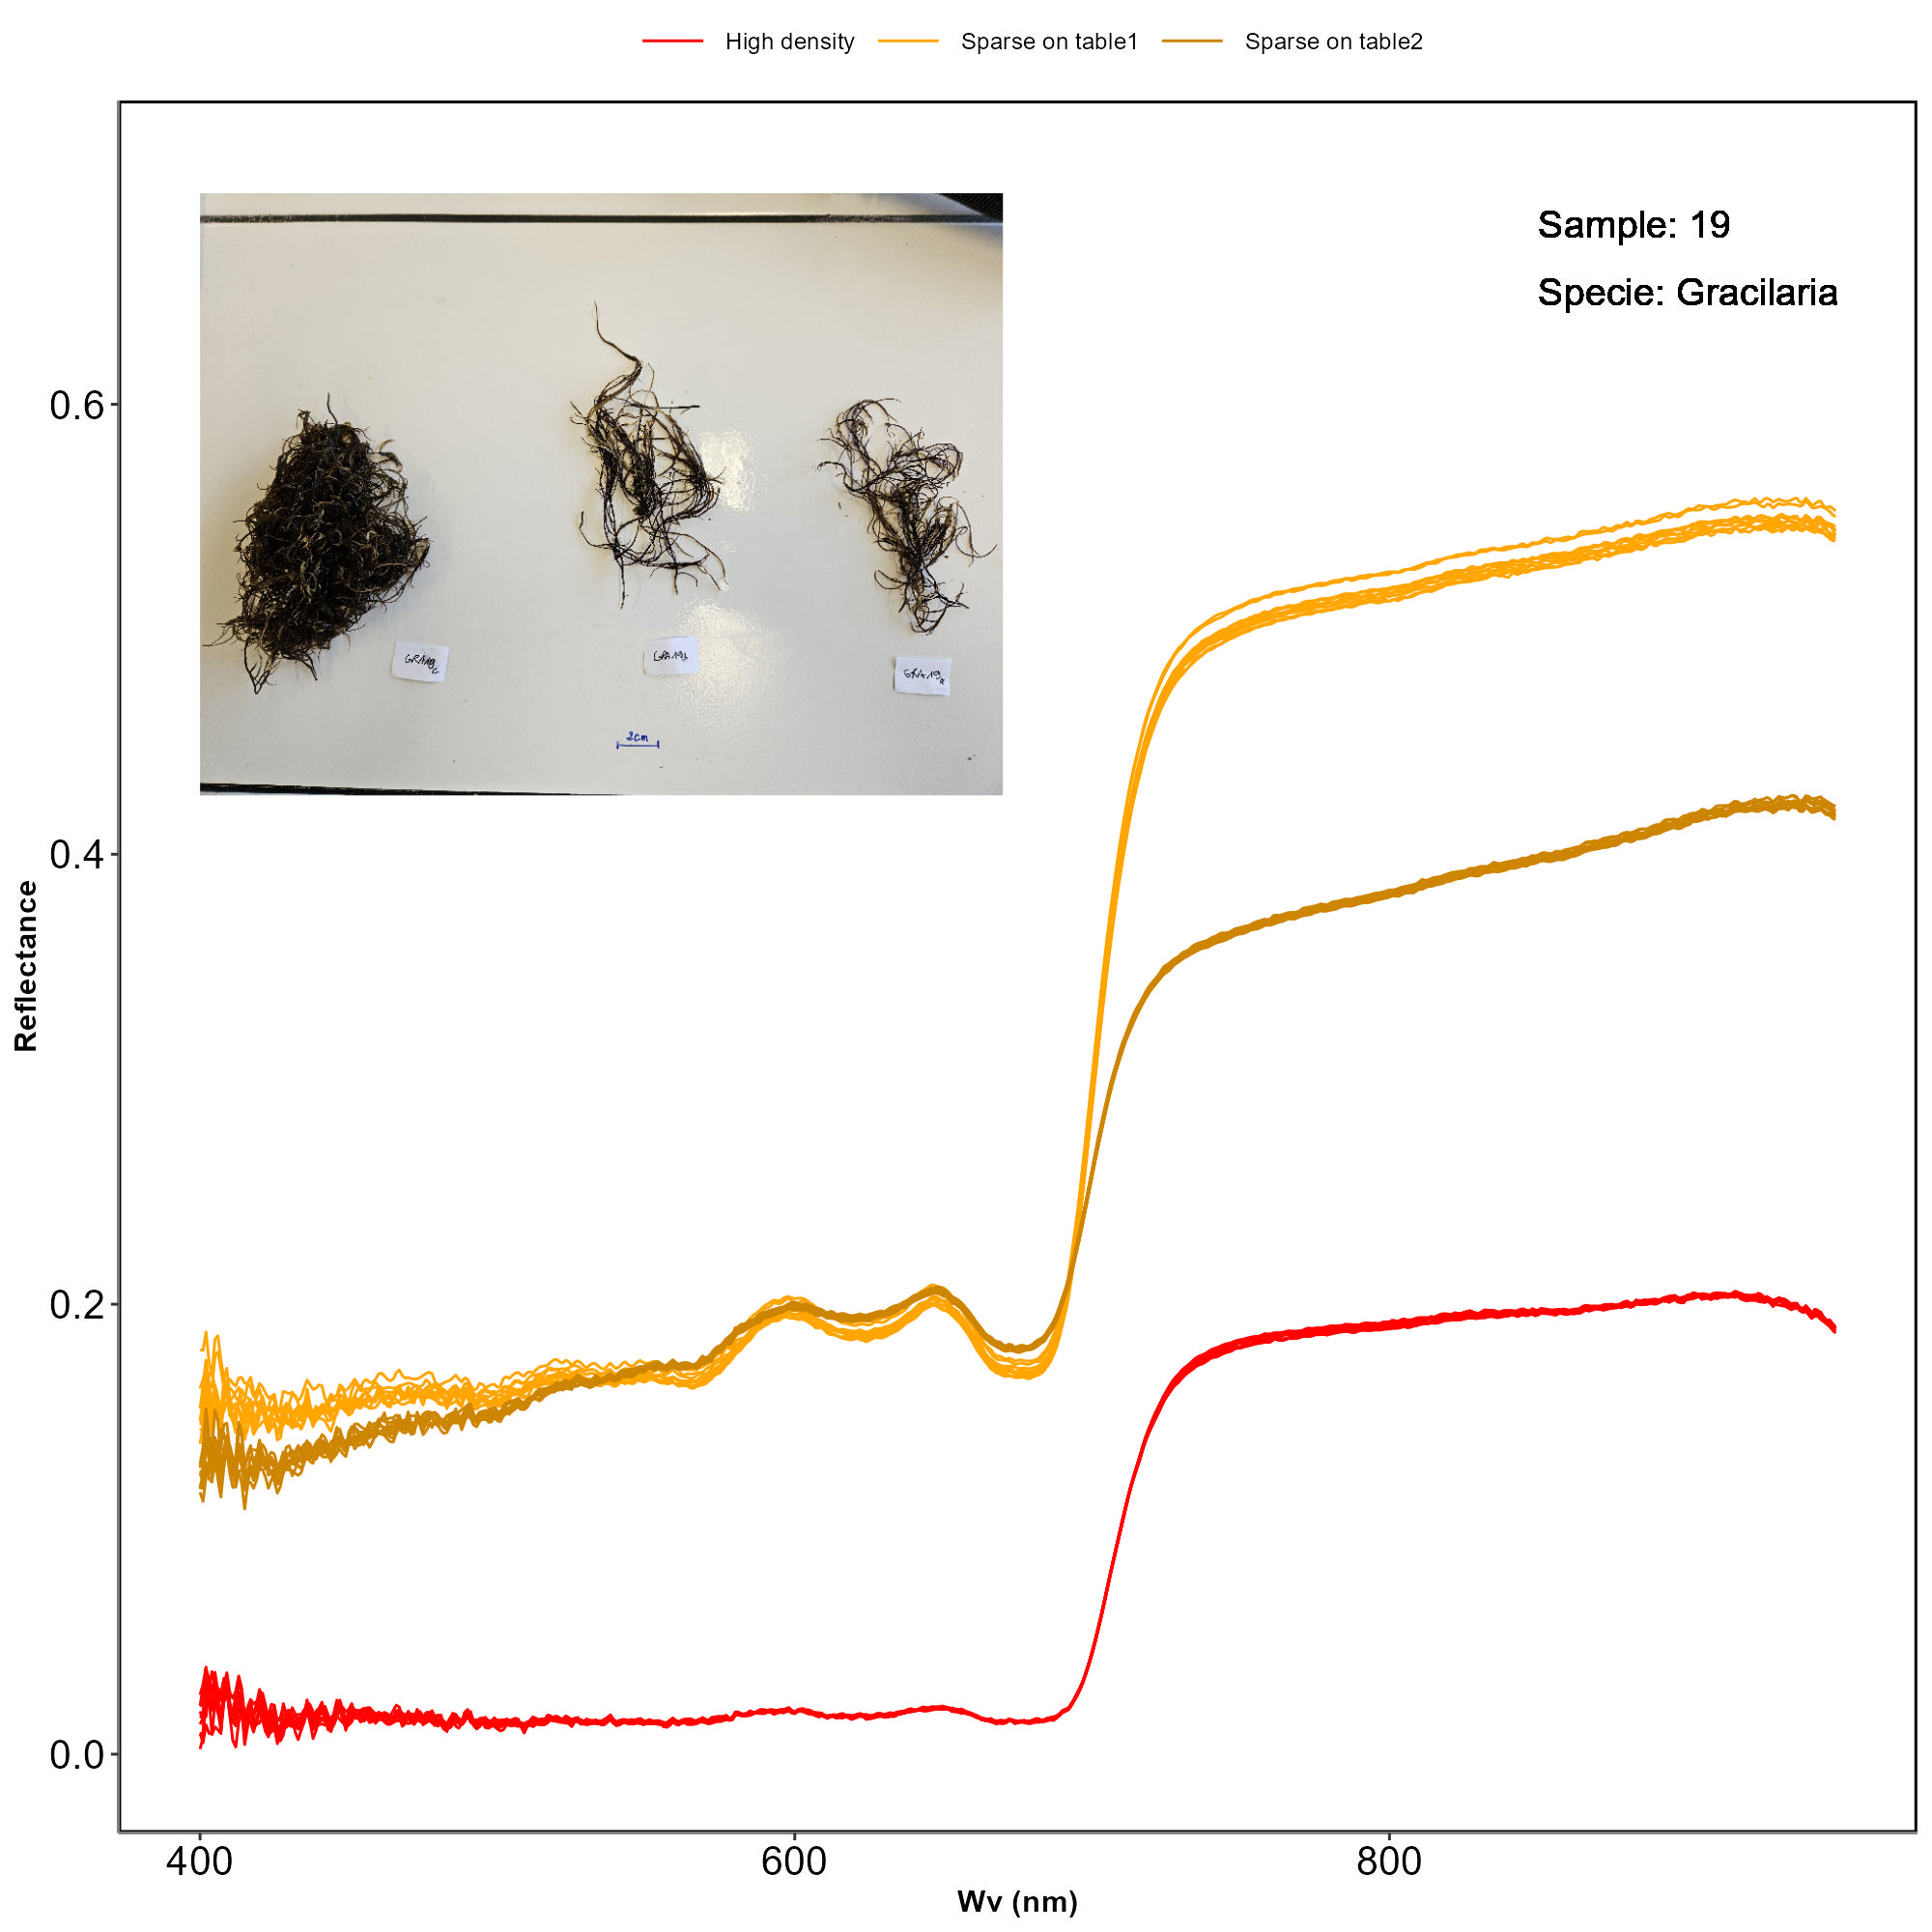 High density
Sparse on table1
Sparse on table2
Sample: 19
Specie: Gracilaria
2cm
0.6
0.4
0.2
0.0
Reflectance
400
600
800
Wv (nm)